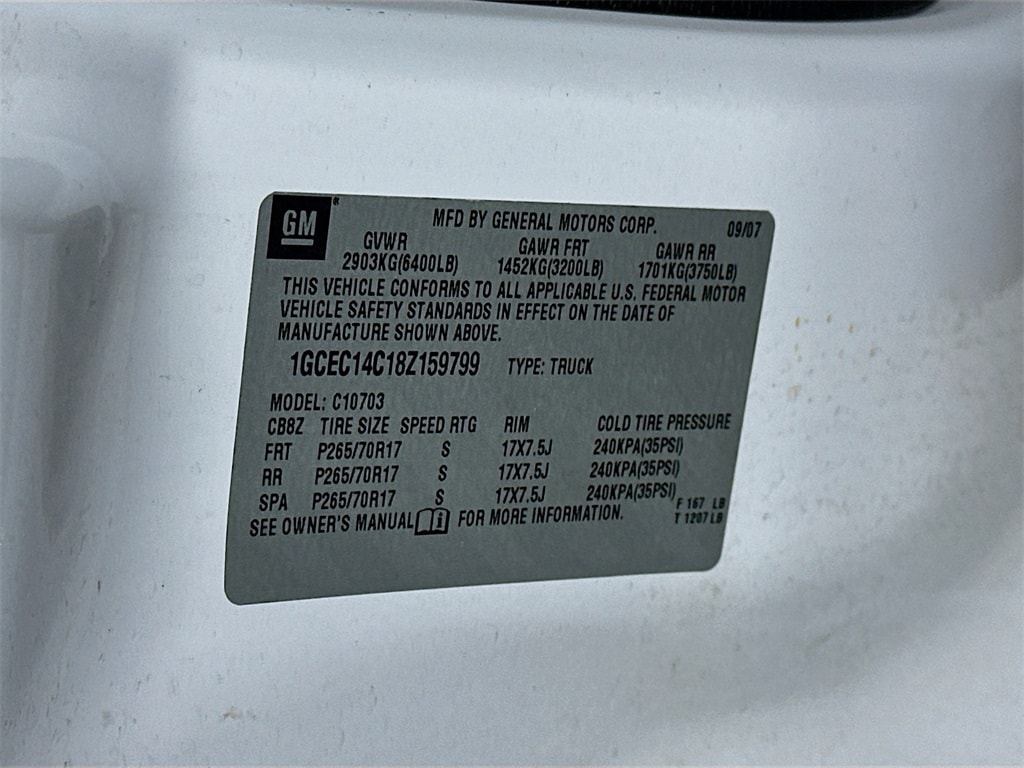 GM ®
MFD BY GENERAL MOTORS CORP. 09/07
GVWR GAWR FRT GAWR RR
2903KG(6400LB) 1452KG(3200LB) 1701KG(3750LB)
THIS VEHICLE CONFORMS TO ALL APPLICABLE U.S. FEDERAL MOTOR
VEHICLE SAFETY STANDARDS IN EFFECT ON THE DATE OF
MANUFACTURE SHOWN ABOVE.
1GCEC14C18Z159799 TYPE: TRUCK
MODEL: C10703
CB8Z TIRE SIZE SPEED RTG RIM COLD TIRE PRESSURE
FRT P265/70R17 S 17X7.5J 240KPA(35PSI)
RR P265/70R17 S 17X7.5J 240KPA(35PSI)
SPA P265/70R17 S 17X7.5J 240KPA(35PSI)
F 167 LB
SEE OWNER'S MANUAL FOR MORE INFORMATION. T 1207 LB